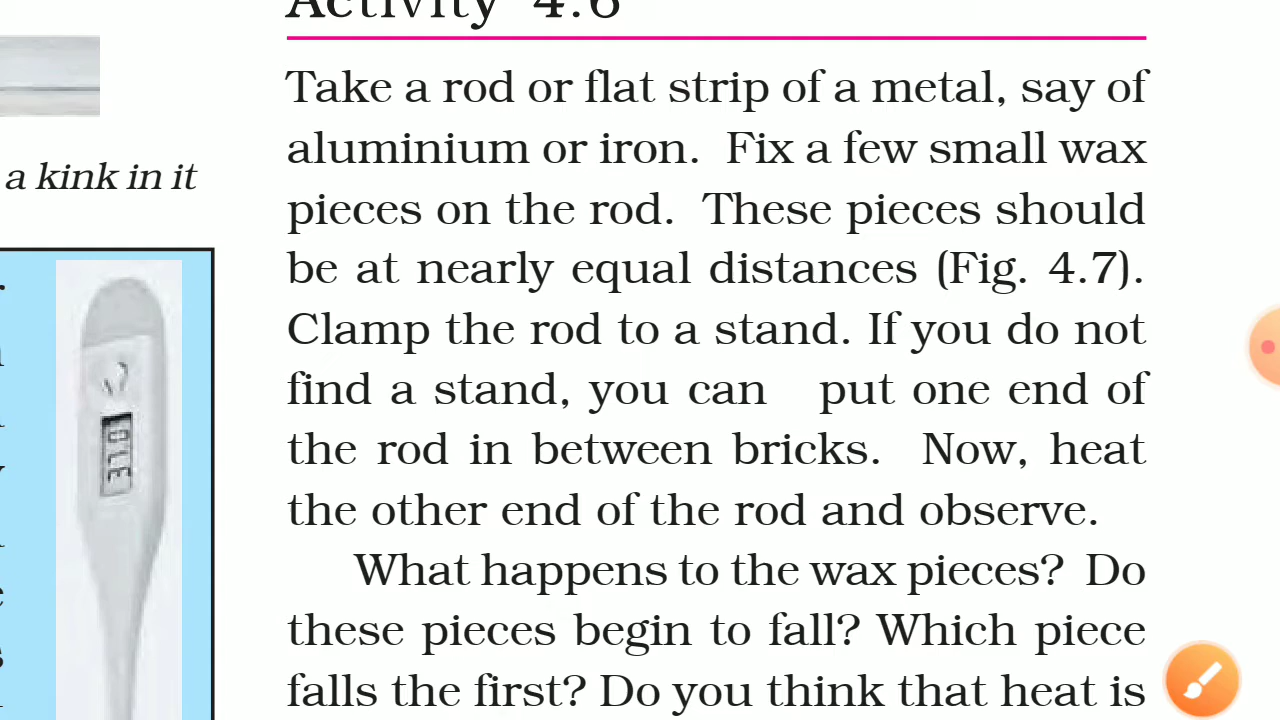 Activity 4.6
a kink in it
Take a rod or flat strip of a metal, say of
aluminium or iron. Fix a few small wax
pieces on the rod. These pieces should
be at nearly equal distances (Fig. 4.7).
Clamp the rod to a stand. If you do not
find a stand, you can put one end of
the rod in between bricks. Now, heat
the other end of the rod and observe.
What happens to the wax pieces? Do
these pieces begin to fall? Which piece
falls the first? Do you think that heat is